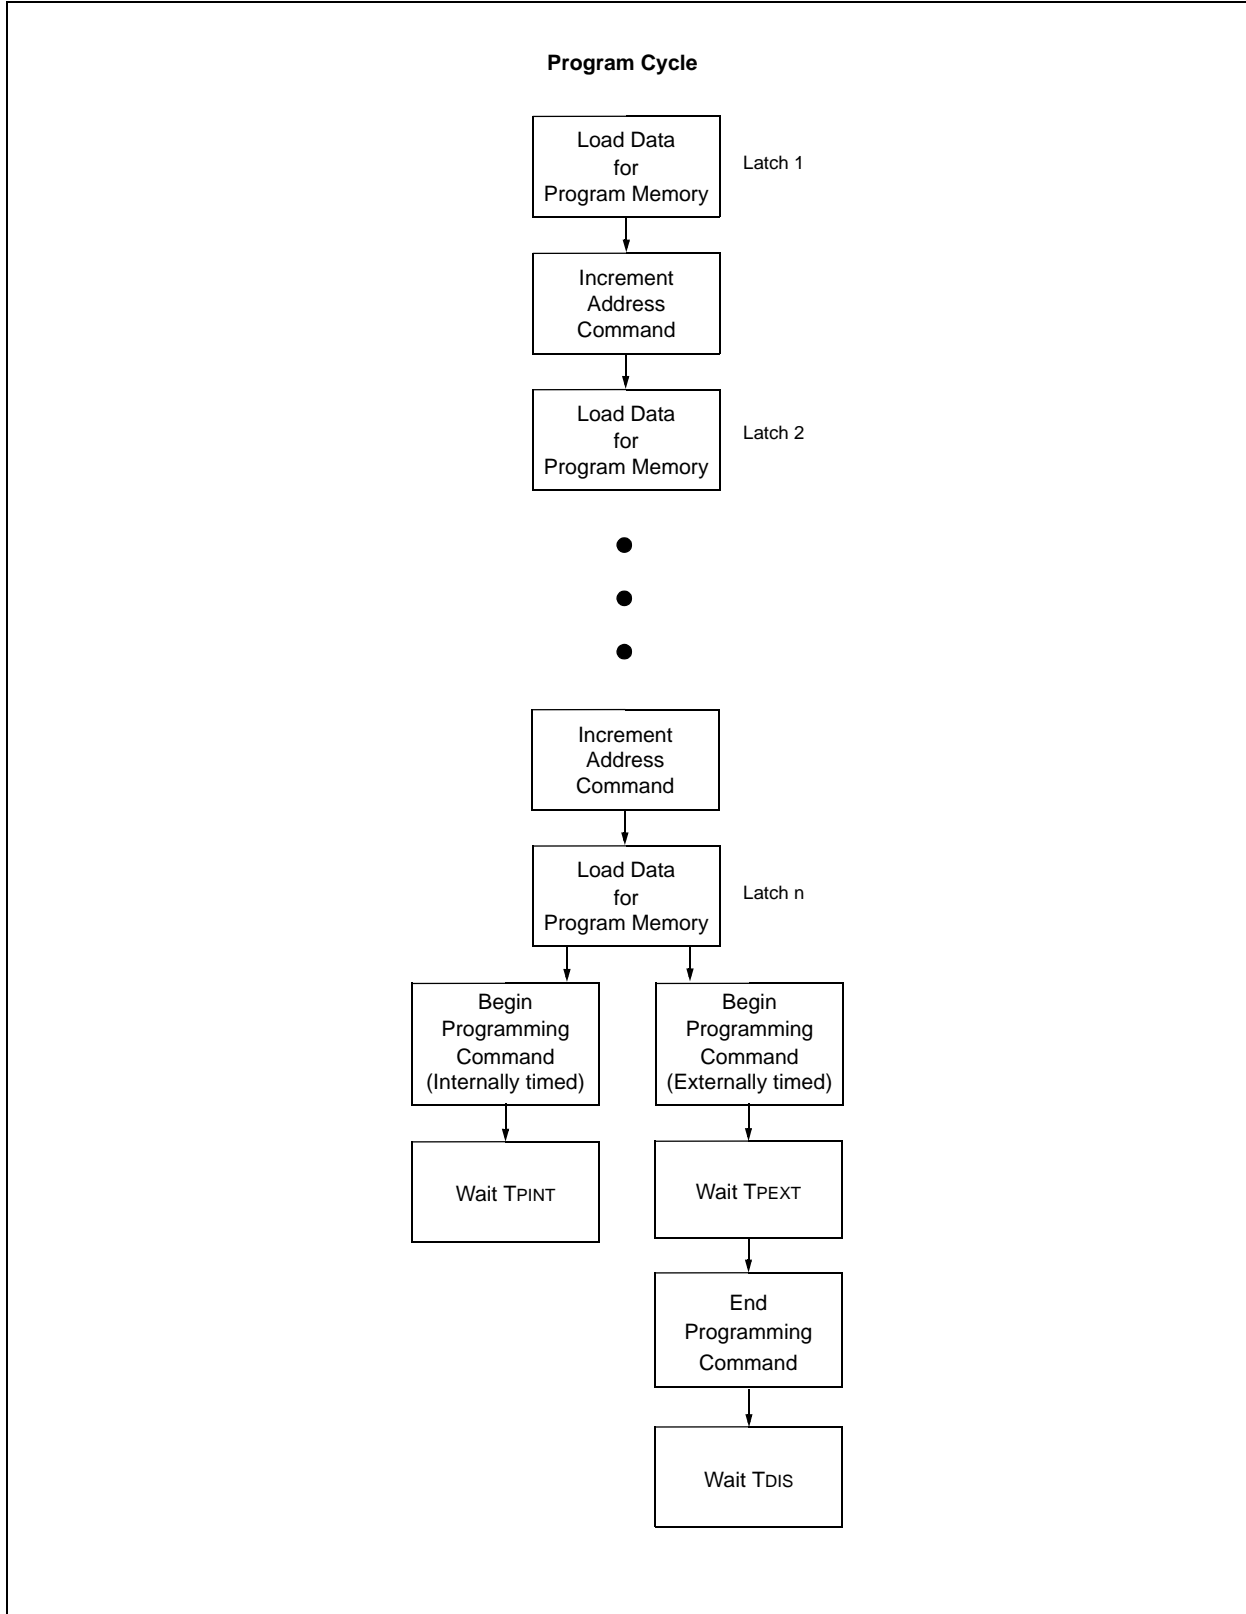 Program Cycle
Load Data
for
Program Memory
Latch 1
Increment
Address
Command
Load Data
for
Program Memory
Latch 2
Increment
Address
Command
Load Data
for
Program Memory
Latch n
Begin
Programming
Command
(Internally timed)
Begin
Programming
Command
(Externally timed)
Wait TPINT
Wait TPEXT
End
Programming
Command
Wait TDIS